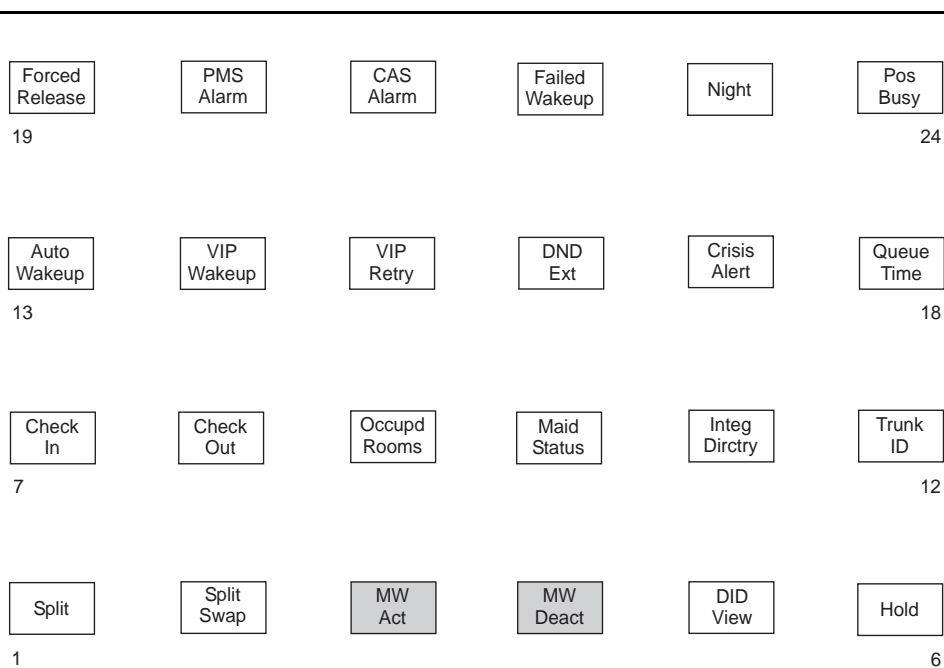 Forced
Release
PMS
Alarm
CAS
Alarm
Failed
Wakeup
Night
Pos
Busy
19
24
Auto
Wakeup
VIP
Wakeup
VIP
Retry
DND
Ext
Crisis
Alert
Queue
Time
13
18
Check
In
Check
Out
Occupd
Rooms
Maid
Status
Integ
Dirctry
Trunk
ID
7
12
Split
Split
Swap
MW
Act
MW
Deact
DID
View
Hold
1
6